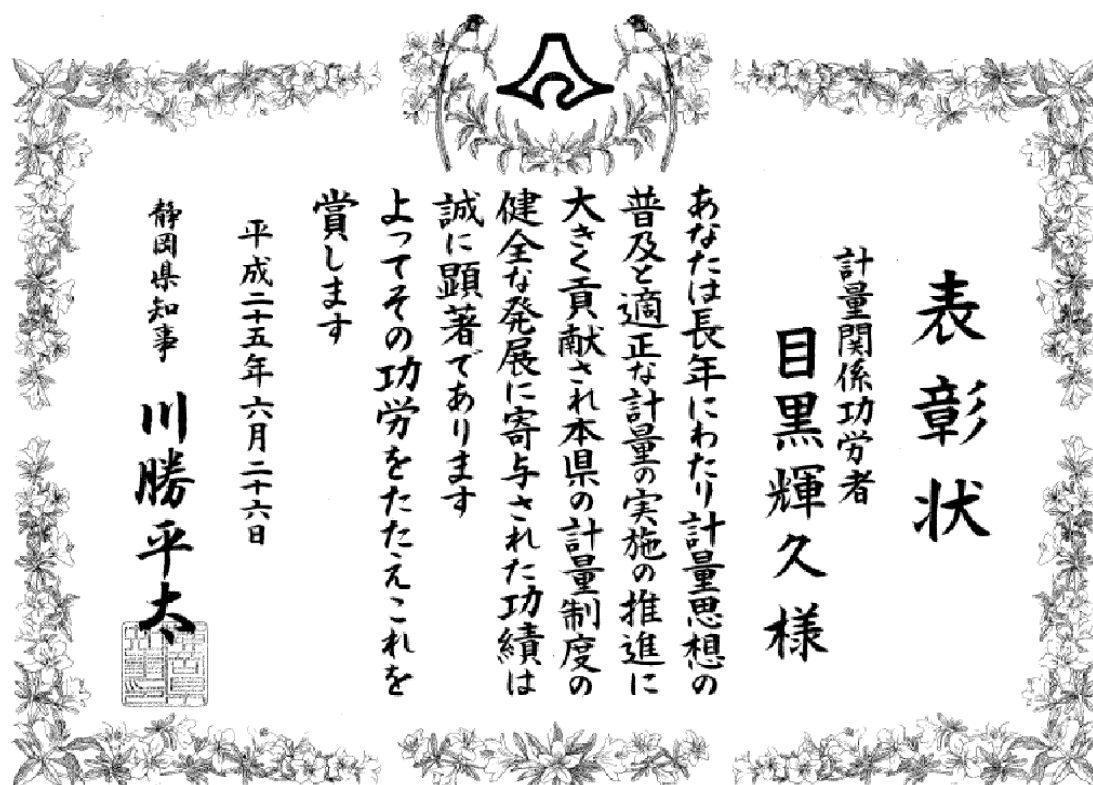 表彰状
計量関係功労者
目黒輝久様
あなたは長年にわたり計量思想の
普及と適正な計量の実施の推進に
大きく貢献され本県の計量制度の
健全な発展に寄与された功績は
誠に顕著であります
よってその功労をたたえこれを
賞します
平成二十五年六月二十六日
静岡県知事 川勝平太